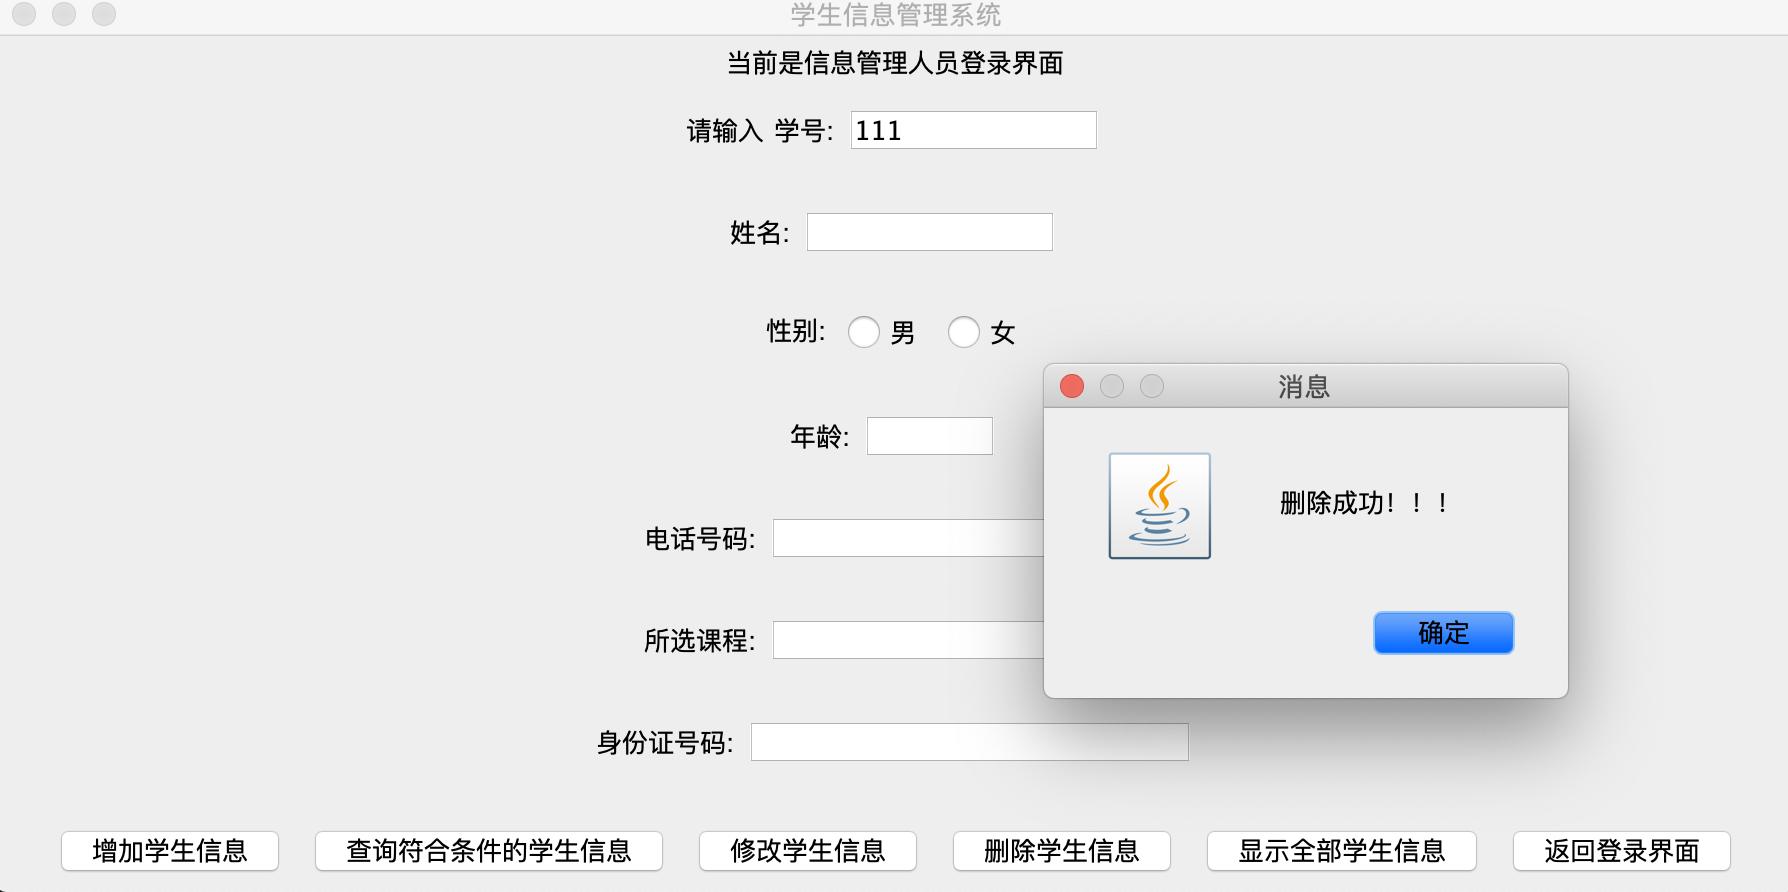 学生信息管理系统
当前是信息管理人员登录界面
请输入 学号: 111
姓名:
性别: 男 女
年龄:
电话号码:
所选课程:
身份证号码:
消息
删除成功！！！
确定
增加学生信息 查询符合条件的学生信息 修改学生信息 删除学生信息 显示全部学生信息 返回登录界面